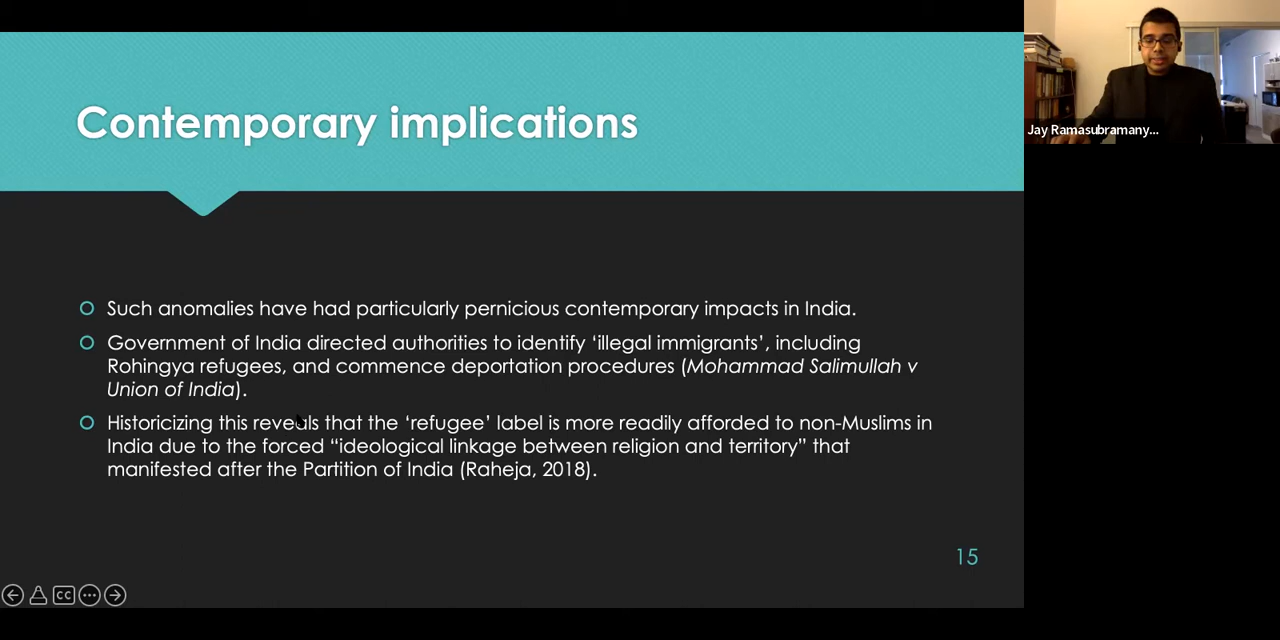 Contemporary implications
Jay Ramasubramany...
Such anomalies have had particularly pernicious contemporary impacts in India.
Government of India directed authorities to identify ‘illegal immigrants’, including
Rohingya refugees, and commence deportation procedures (Mohammad Salimullah v
Union of India).
Historicizing this reveals that the ‘refugee’ label is more readily afforded to non-Muslims in
India due to the forced “ideological linkage between religion and territory” that
manifested after the Partition of India (Raheja, 2018).
15
CC